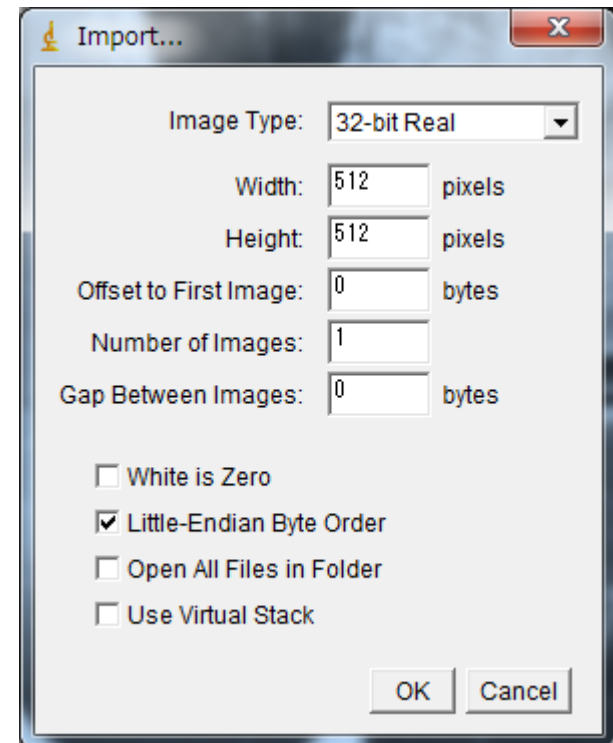 Import...
Image Type: 32-bit Real
Width: 512 pixels
Height: 512 pixels
Offset to First Image: 0 bytes
Number of Images: 1
Gap Between Images: 0 bytes
White is Zero
Little-Endian Byte Order
Open All Files in Folder
Use Virtual Stack
OK Cancel